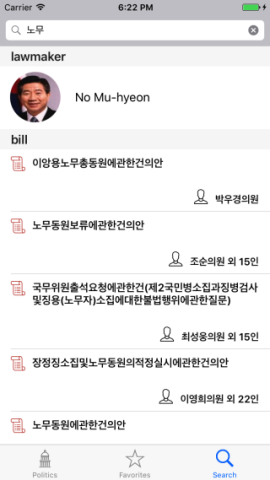 Carrier 6:22 PM
노무
lawmaker
No Mu-hyeon
bill
이앙용노무총동원에관한건의안
박우경의원
노무동원보류에관한건의안
조순의원 외 15인
국무위원출석요청에관한건(제2국민병소집과징병검사
및징용(노무자)소집에대한불법행위에관한질문)
최성웅의원 외 15인
장정징소집및노무동원의적정실시에관한건의안
이영희의원 외 22인
노무동원에관한건의안
Politics Favorites Search